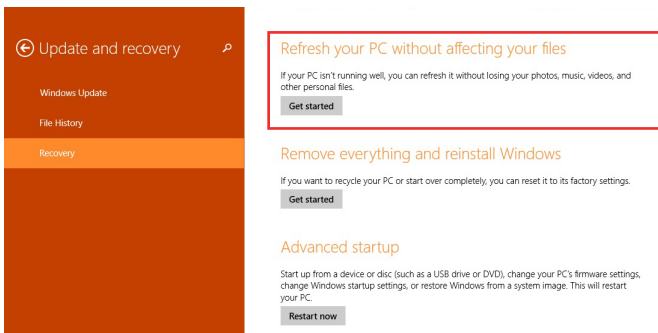 Update and recovery
Windows Update
File History
Recovery
Refresh your PC without affecting your files
If your PC isn't running well, you can refresh it without losing your photos, music, videos, and
other personal files.
Get started
Remove everything and reinstall Windows
If you want to recycle your PC or start over completely, you can reset it to its factory settings.
Get started
Advanced startup
Start up from a device or disc (such as a USB drive or DVD), change your PC's firmware settings,
change Windows startup settings, or restore Windows from a system image. This will restart
your PC.
Restart now